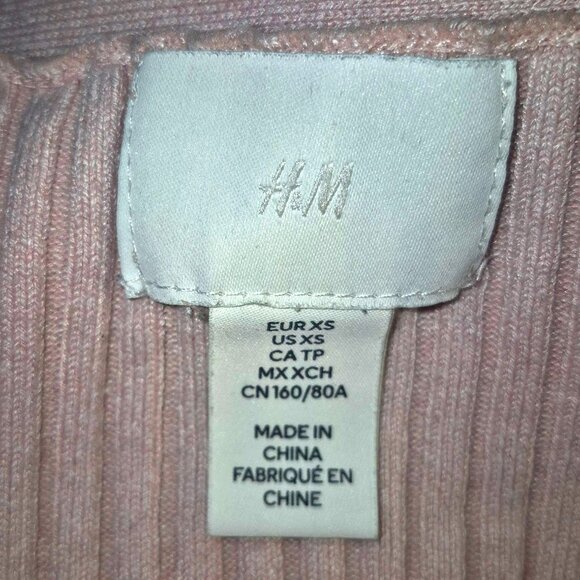 H&M
EUR XS
US XS
CA TP
MX XCH
CN 160/80A
MADE IN
CHINA
FABRIQUÉ EN
CHINE